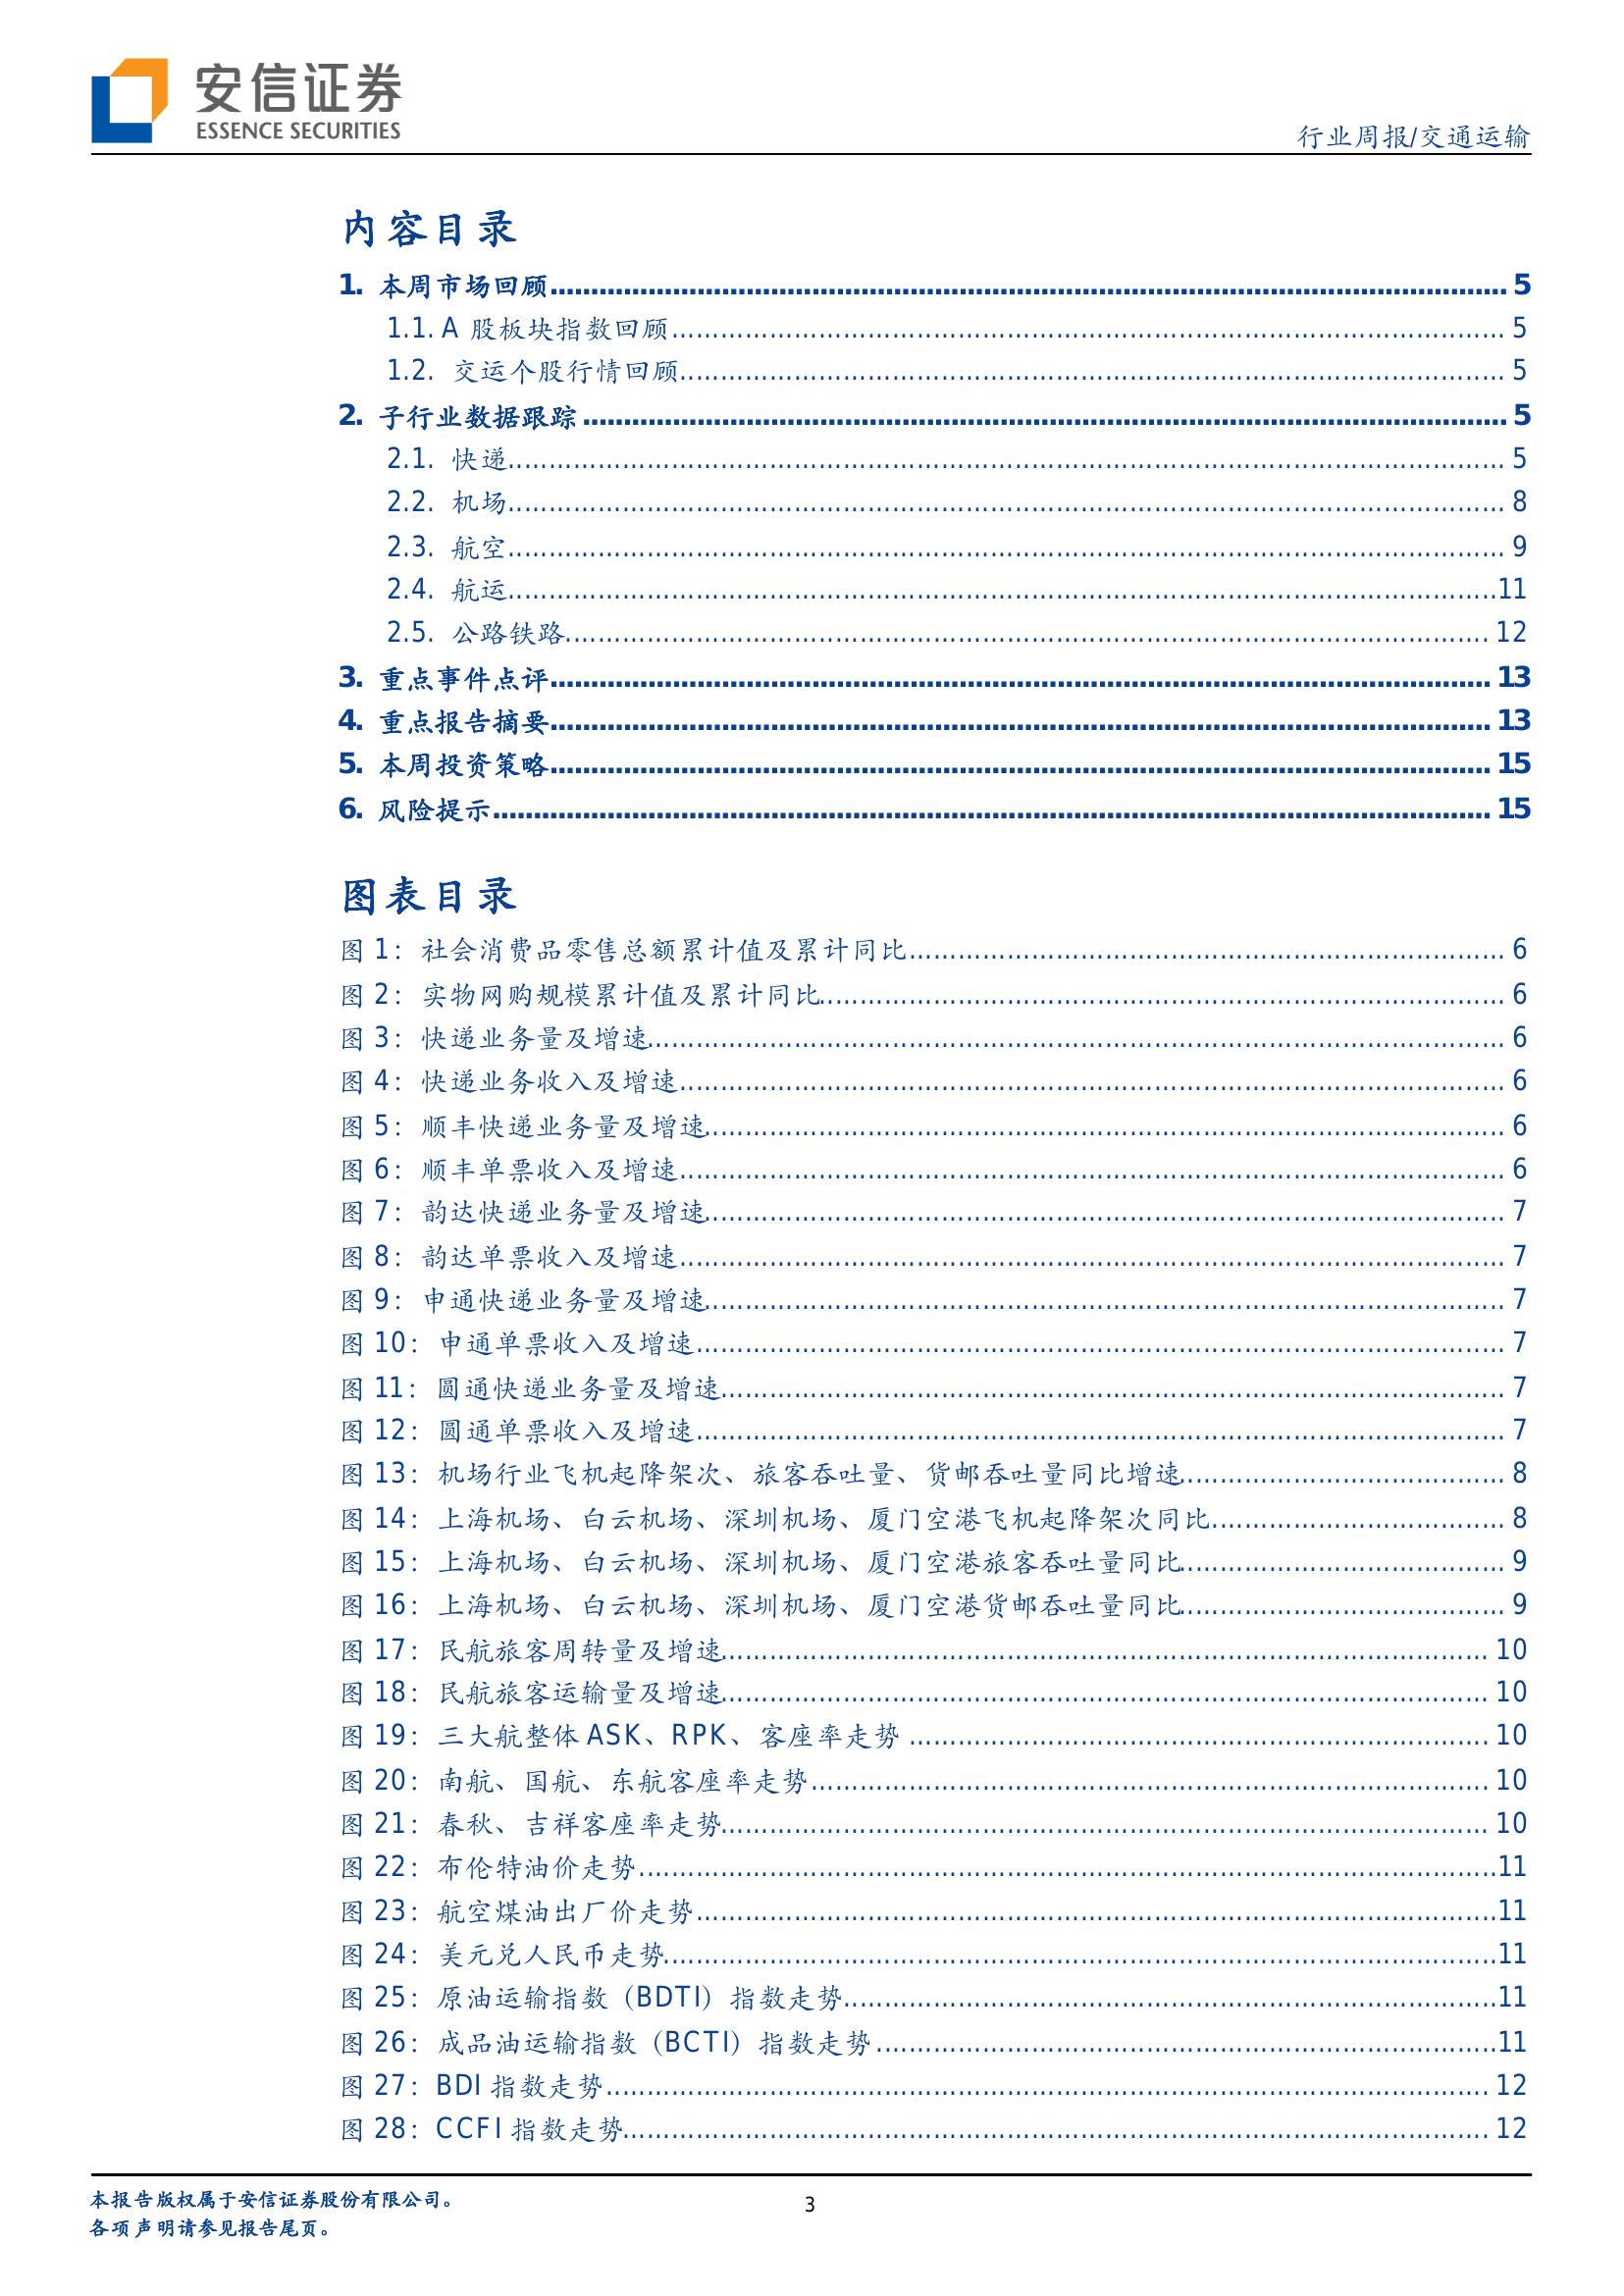 安信证券
ESSENCE SECURITIES
行业周报/交通运输
内容目录
1. 本周市场回顾 5
1.1. A 股板块指数回顾 5
1.2. 交运个股行情回顾 5
2. 子行业数据跟踪 5
2.1. 快递 5
2.2. 机场 8
2.3. 航空 9
2.4. 航运 11
2.5. 公路铁路 12
3. 重点事件点评 13
4. 重点报告摘要 13
5. 本周投资策略 15
6. 风险提示 15
图表目录
图 1：社会消费品零售总额累计值及累计同比 6
图 2：实物网购规模累计值及累计同比 6
图 3：快递业务量及增速 6
图 4：快递业务收入及增速 6
图 5：顺丰快递业务量及增速 6
图 6：顺丰单票收入及增速 6
图 7：韵达快递业务量及增速 7
图 8：韵达单票收入及增速 7
图 9：申通快递业务量及增速 7
图 10：申通单票收入及增速 7
图 11：圆通快递业务量及增速 7
图 12：圆通单票收入及增速 7
图 13：机场行业飞机起降架次、旅客吞吐量、货邮吞吐量同比增速 8
图 14：上海机场、白云机场、深圳机场、厦门空港飞机起降架次同比 8
图 15：上海机场、白云机场、深圳机场、厦门空港旅客吞吐量同比 9
图 16：上海机场、白云机场、深圳机场、厦门空港货邮吞吐量同比 9
图 17：民航旅客周转量及增速 10
图 18：民航旅客运输量及增速 10
图 19：三大航整体 ASK、RPK、客座率走势 10
图 20：南航、国航、东航客座率走势 10
图 21：春秋、吉祥客座率走势 10
图 22：布伦特油价走势 11
图 23：航空煤油出厂价走势 11
图 24：美元兑人民币走势 11
图 25：原油运输指数（BDTI）指数走势 11
图 26：成品油运输指数（BCTI）指数走势 11
图 27：BDI 指数走势 12
图 28：CCFI 指数走势 12
本报告版权属于安信证券股份有限公司。
3
各项声明请参见报告尾页。